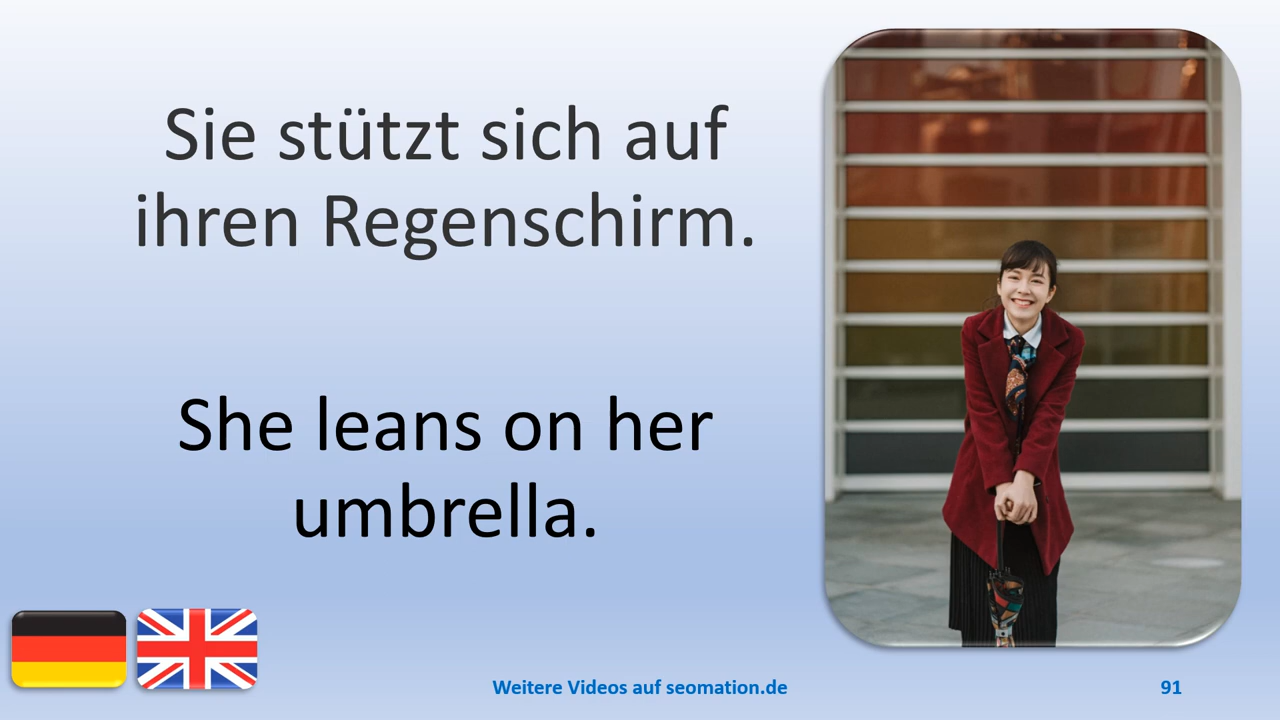 Sie stützt sich auf
ihren Regenschirm.
She leans on her
umbrella.
Weitere Videos auf seomation.de
91